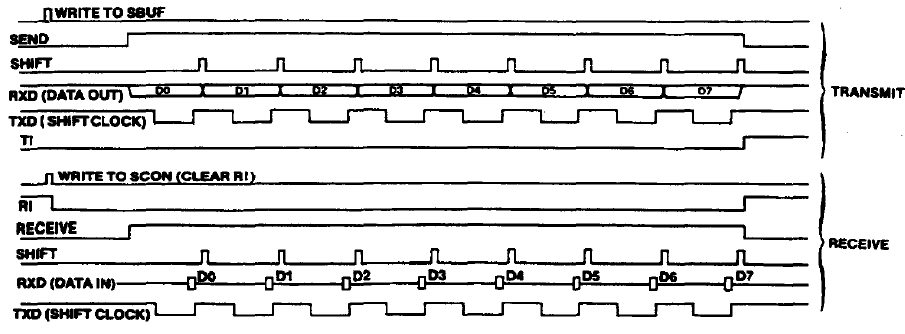 WRITE TO SBUF
SEND
SHIFT
RXD (DATA OUT) D0 D1 D2 D3 D4 D5 D6 D7
TRANSMIT
TXD (SHIFT CLOCK)
TI
WRITE TO SCON (CLEAR RI)
RI
RECEIVE
RECEIVE
SHIFT
RXD (DATA IN) D0 D1 D2 D3 D4 D5 D6 D7
TXD (SHIFT CLOCK)